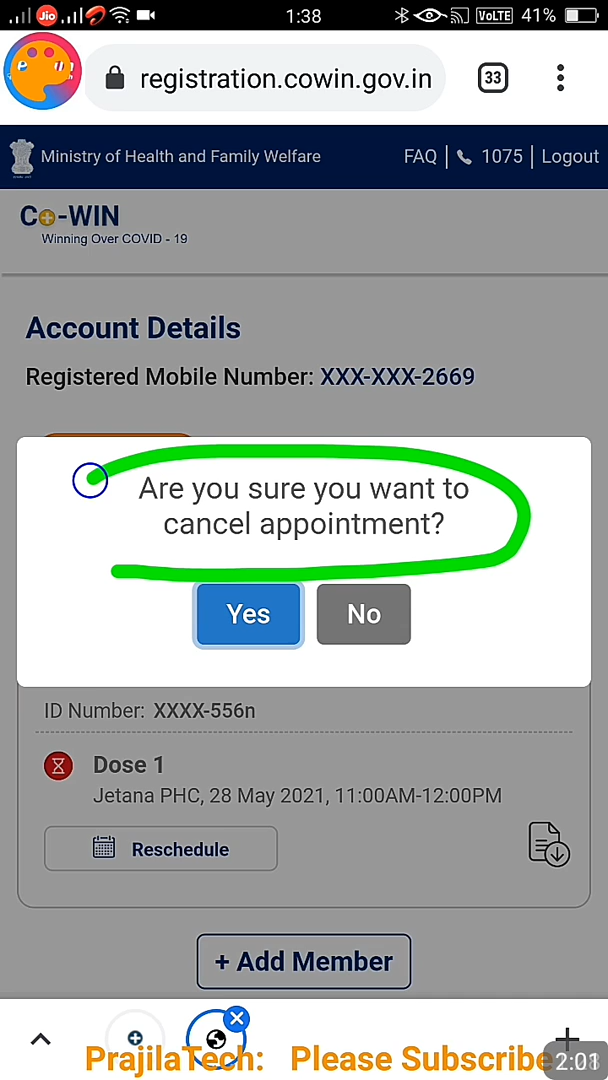 Jio 1:38 VoLTE 41%
registration.cowin.gov.in 33
Ministry of Health and Family Welfare FAQ | 1075 | Logout
Co-WIN
Winning Over COVID - 19
Account Details
Registered Mobile Number: XXX-XXX-2669
Are you sure you want to
cancel appointment?
Yes No
ID Number: XXXX-556n
Dose 1
Jetana PHC, 28 May 2021, 11:00AM-12:00PM
Reschedule
+ Add Member
PrajilaTech: Please Subscribe
2:01